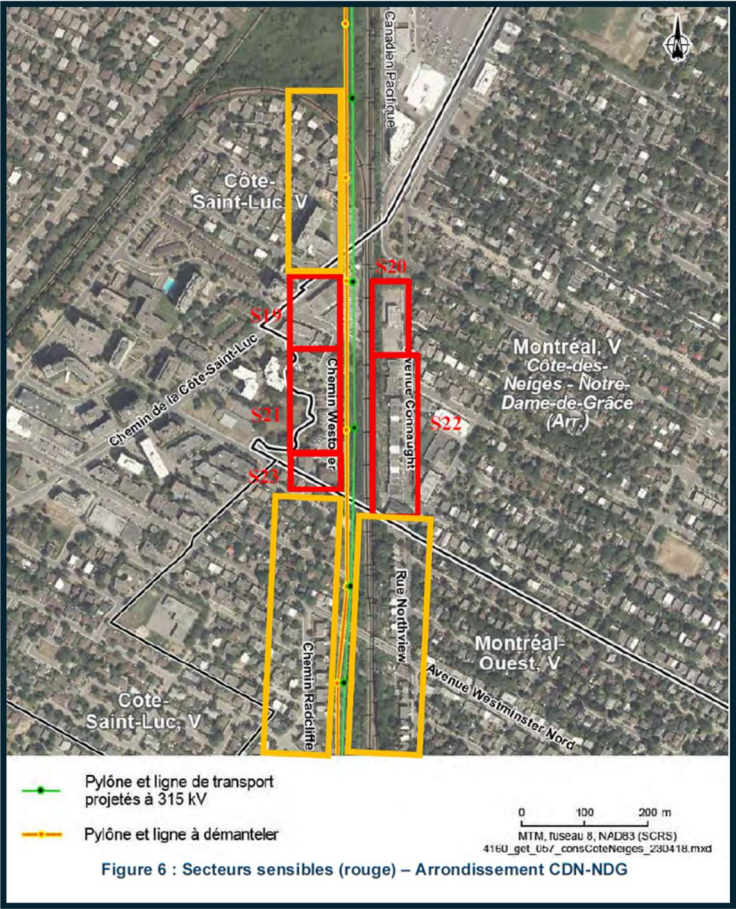 Canadien Pacifique
Côte-
Saint-Luc, V
S20
S19
Montréal, V
Côte-des-
Neiges - Notre-
Dame-de-Grâce
(Arr.)
Chemin de la Côte-Saint-Luc
Chemin Westover
Avenue Connaught
S21
S22
S23
Rue Northview
Montréal-
Ouest, V
Chemin Radcliffe
Avenue Westminster Nord
Côte-
Saint-Luc, V
Pylône et ligne de transport
projetés à 315 kV
0 100 200 m
Pylône et ligne à démanteler
MTM, fuseau 8, NAD83 (SCRS)
4160_get_057_consCoteNeiges_230418.mxd
Figure 6 : Secteurs sensibles (rouge) – Arrondissement CDN-NDG